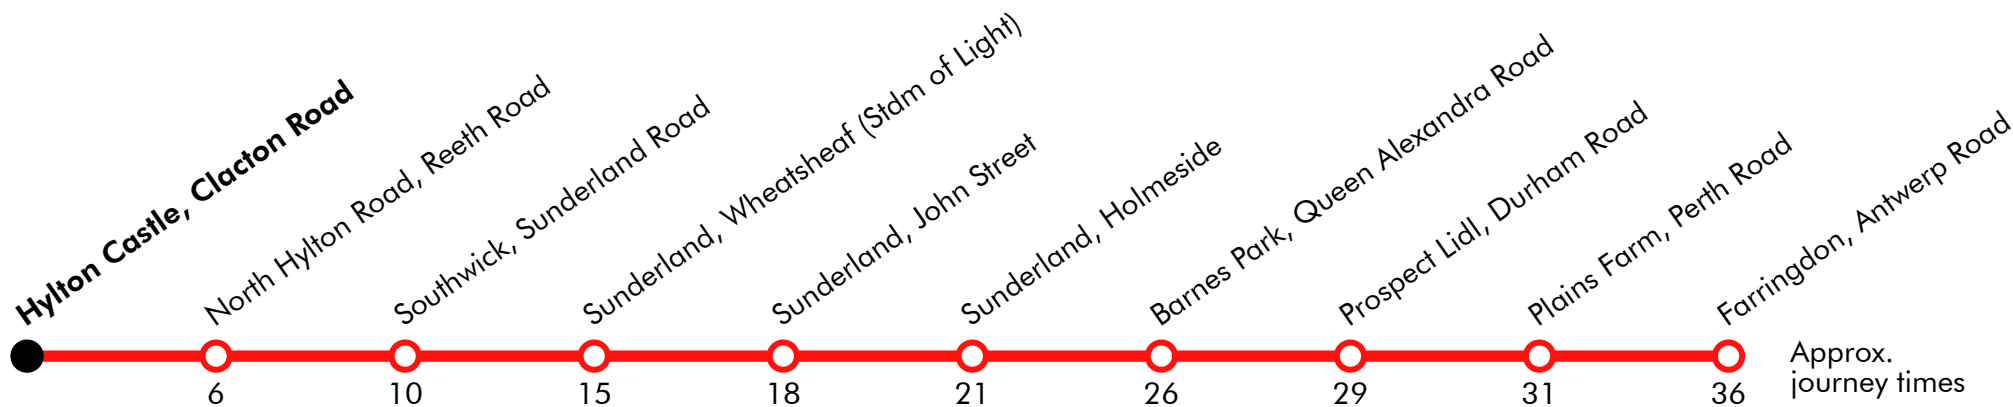 Hylton Castle, Clacton Road
North Hylton Road, Reeth Road
Southwick, Sunderland Road
Sunderland, Wheatsheaf (Stdm of Light)
Sunderland, John Street
Sunderland, Holmeside
Barnes Park, Queen Alexandra Road
Prospect Lidl, Durham Road
Plains Farm, Perth Road
Farringdon, Antwerp Road
6 10 15 18 21 26 29 31 36
Approx.
journey times